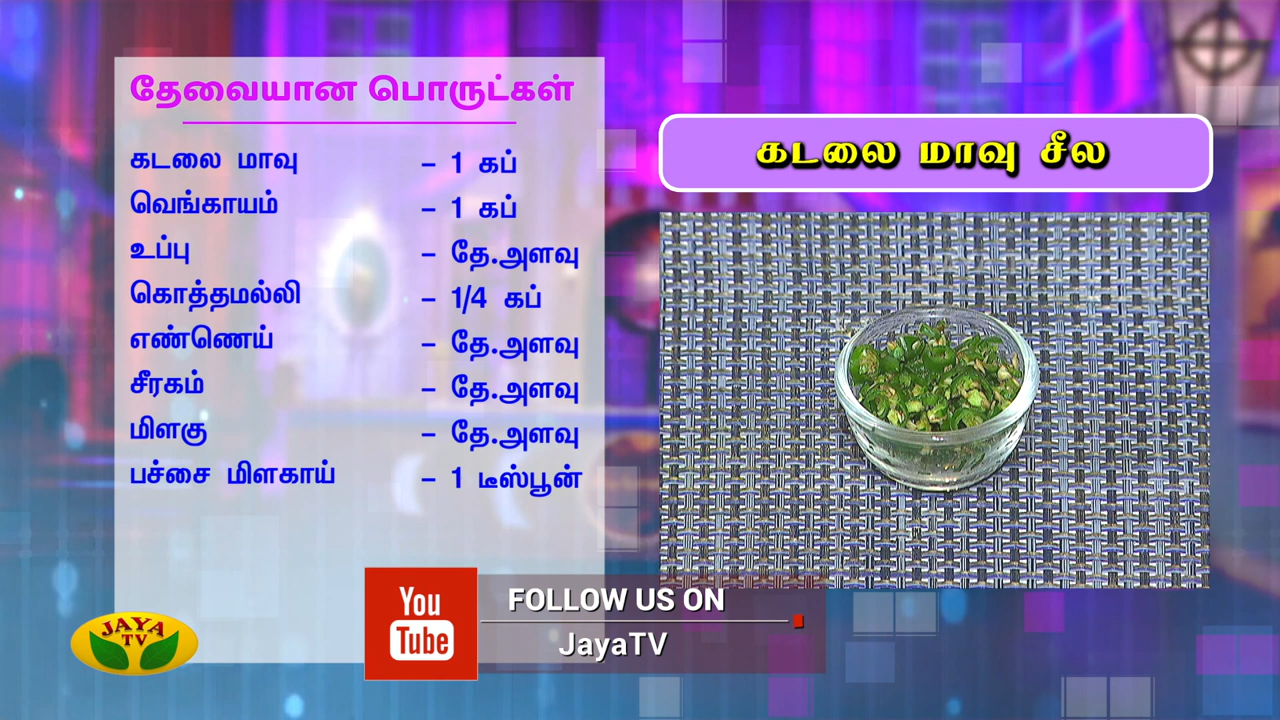 தேவையான பொருட்கள்
கடலை மாவு – 1 கப்
வெங்காயம் – 1 கப்
உப்பு – தே.அளவு
கொத்தமல்லி – 1/4 கப்
எண்ணெய் – தே.அளவு
சீரகம் – தே.அளவு
மிளகு – தே.அளவு
பச்சை மிளகாய் – 1 டீஸ்பூன்
கடலை மாவு சீல
JAYA
TV
You
Tube
FOLLOW US ON
JayaTV